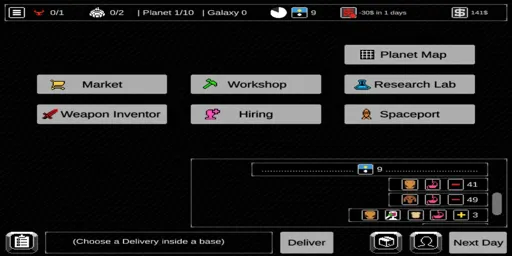 0/1 0/2 | Planet 1/10 | Galaxy 0 9 -30$ in 1 days 141$
Planet Map
Market Workshop Research Lab
Weapon Inventor Hiring Spaceport
9
41
49
3
(Choose a Delivery inside a base) Deliver Next Day